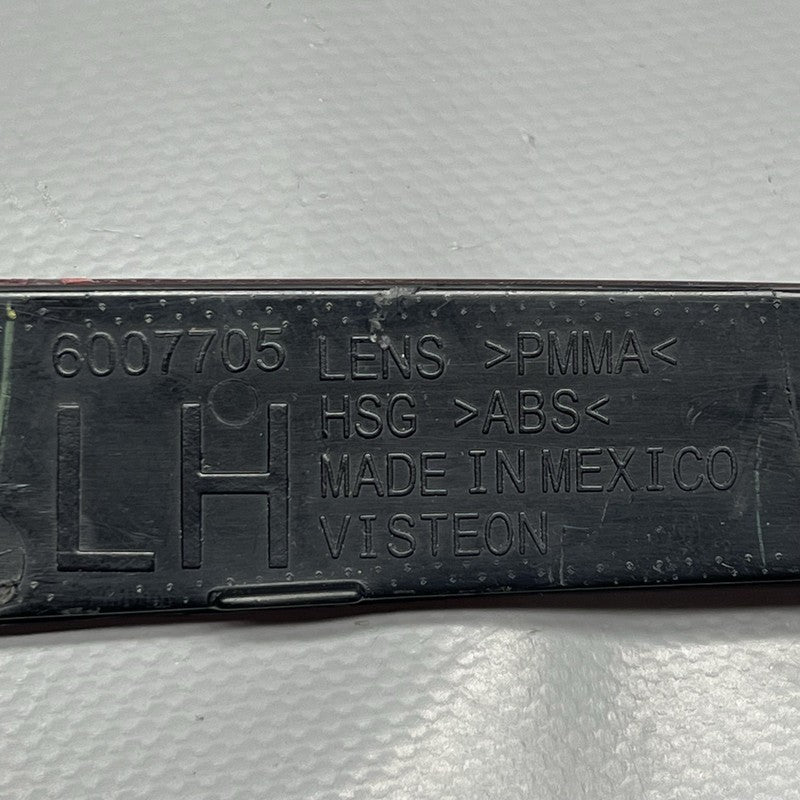 6007705 LENS >PMMA<
LH
HSG >ABS<
MADE IN MEXICO
VISTEON